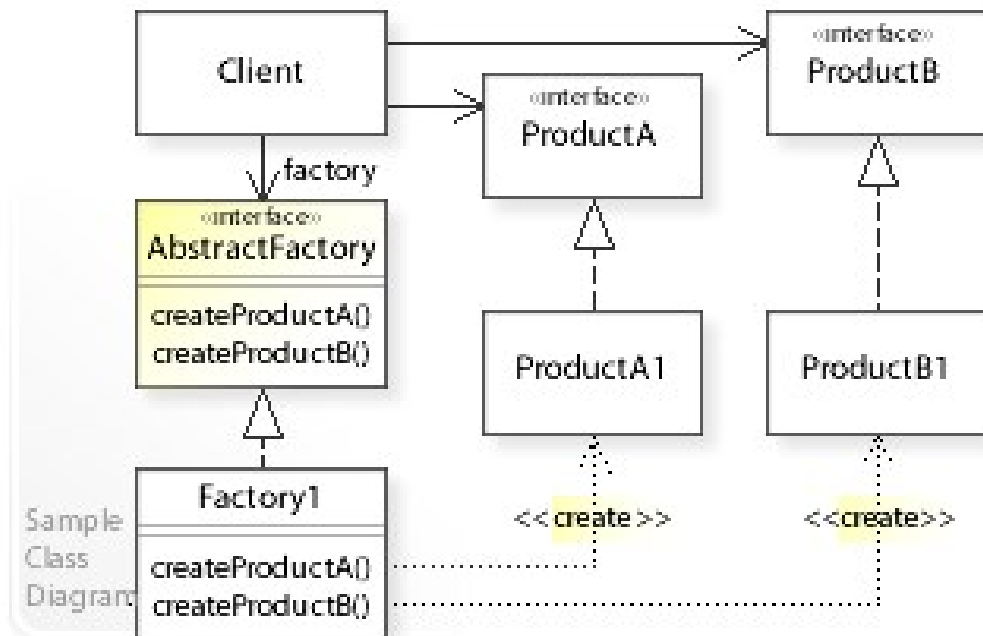 Client
«interface»
ProductB
«interface»
ProductA
factory
«interface»
AbstractFactory
createProductA()
createProductB()
ProductA1
ProductB1
Factory1
<<create>>
<<create>>
Sample
Class
Diagram
createProductA()
createProductB()